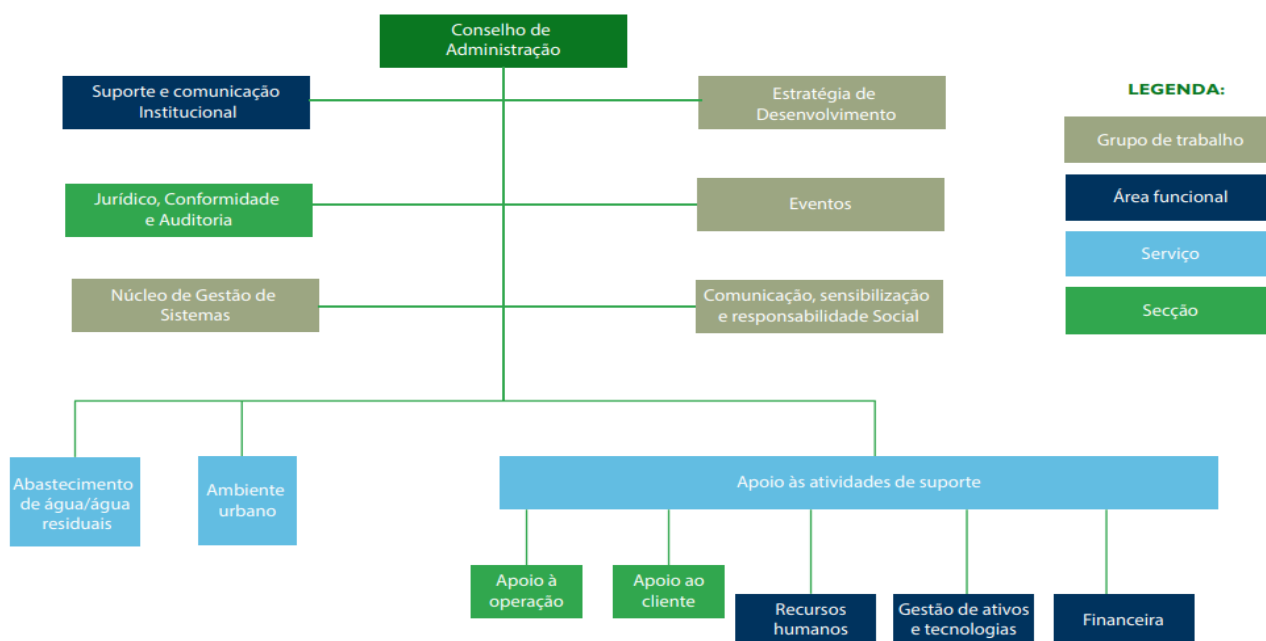 Conselho de
Administração
Suporte e comunicação
Institucional
Estratégia de
Desenvolvimento
LEGENDA:
Grupo de trabalho
Jurídico, Conformidade
e Auditoria
Eventos
Área funcional
Serviço
Núcleo de Gestão de
Sistemas
Comunicação, sensibilização
e responsabilidade Social
Secção
Abastecimento
de água/água
residuais
Ambiente
urbano
Apoio às atividades de suporte
Apoio à
operação
Apoio ao
cliente
Recursos
humanos
Gestão de ativos
e tecnologias
Financeira